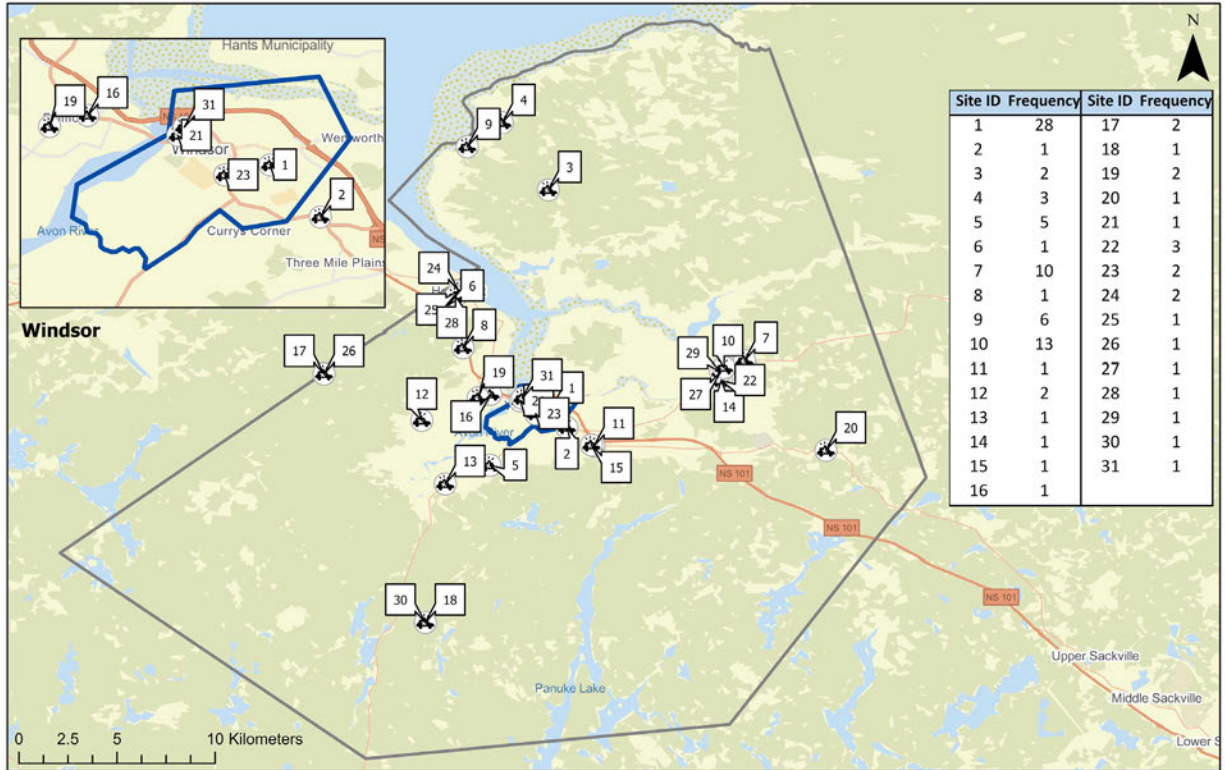 Hants Municipality
19
16
31
21
Windsor
Wentworth
23
1
2
Avon River
Currys Corner
Three Mile Plains
Windsor
N
Site ID Frequency Site ID Frequency
1 28 17 2
2 1 18 1
3 2 19 2
4 3 20 1
5 5 21 1
6 1 22 3
7 10 23 2
8 1 24 2
9 6 25 1
10 13 26 1
11 1 27 1
12 2 28 1
13 1 29 1
14 1 30 1
15 1 31 1
16 1
4
9
3
24
6
25
28
8
17
26
10
7
29
27
22
14
12
19
31
1
16
23
11
20
Avon River
2
15
13
5
NS 101
NS 101
30
18
NS 101
Upper Sackville
Panuke Lake
Middle Sackville
Lower S
0 2.5 5 10 Kilometers